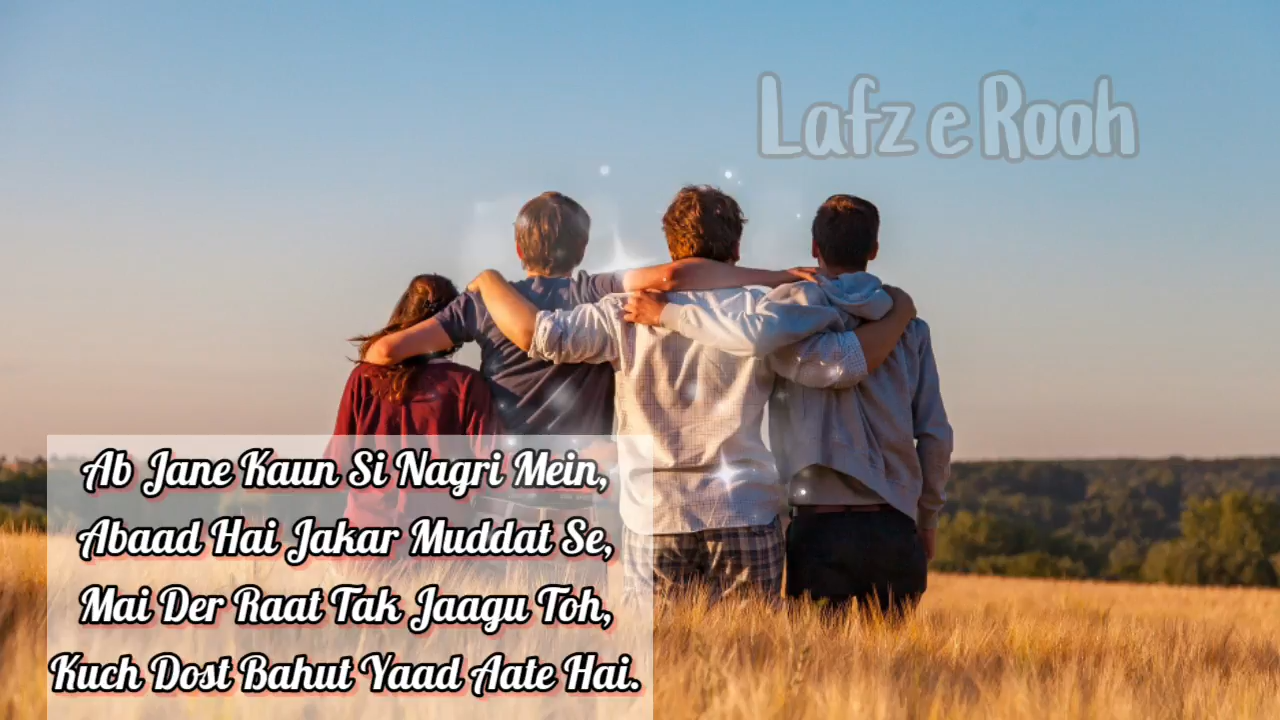 Lafz e Rooh
Ab Jane Kaun Si Nagri Mein,
Abaad Hai Jakar Muddat Se,
Mai Der Raat Tak Jaagu Toh,
Kuch Dost Bahut Yaad Aate Hai.